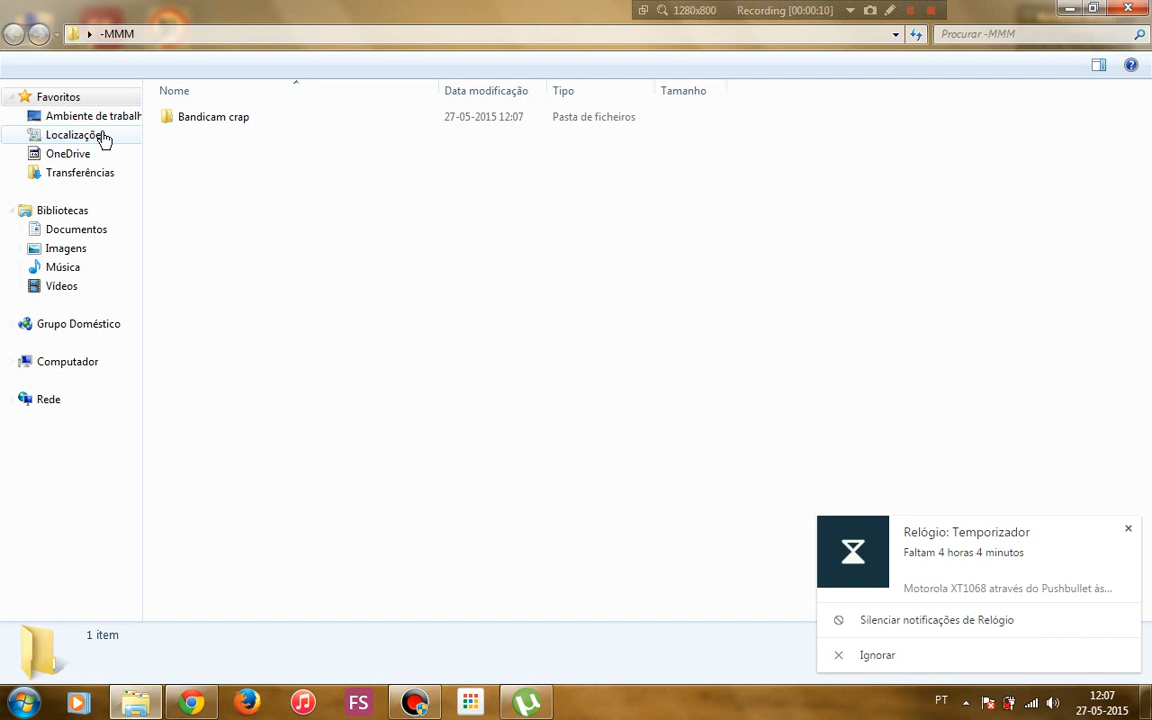 1280x800 Recording [00:00:10]
-MMM
Procurar -MMM
Nome Data modificação Tipo Tamanho
Favoritos
Ambiente de trabalh
Localizaçõe
OneDrive
Transferências
Bibliotecas
Documentos
Imagens
Música
Vídeos
Grupo Doméstico
Computador
Rede
Bandicam crap 27-05-2015 12:07 Pasta de ficheiros
Relógio: Temporizador
Faltam 4 horas 4 minutos
Motorola XT1068 através do Pushbullet às...
Silenciar notificações de Relógio
Ignorar
1 item
FS
PT
12:07
27-05-2015